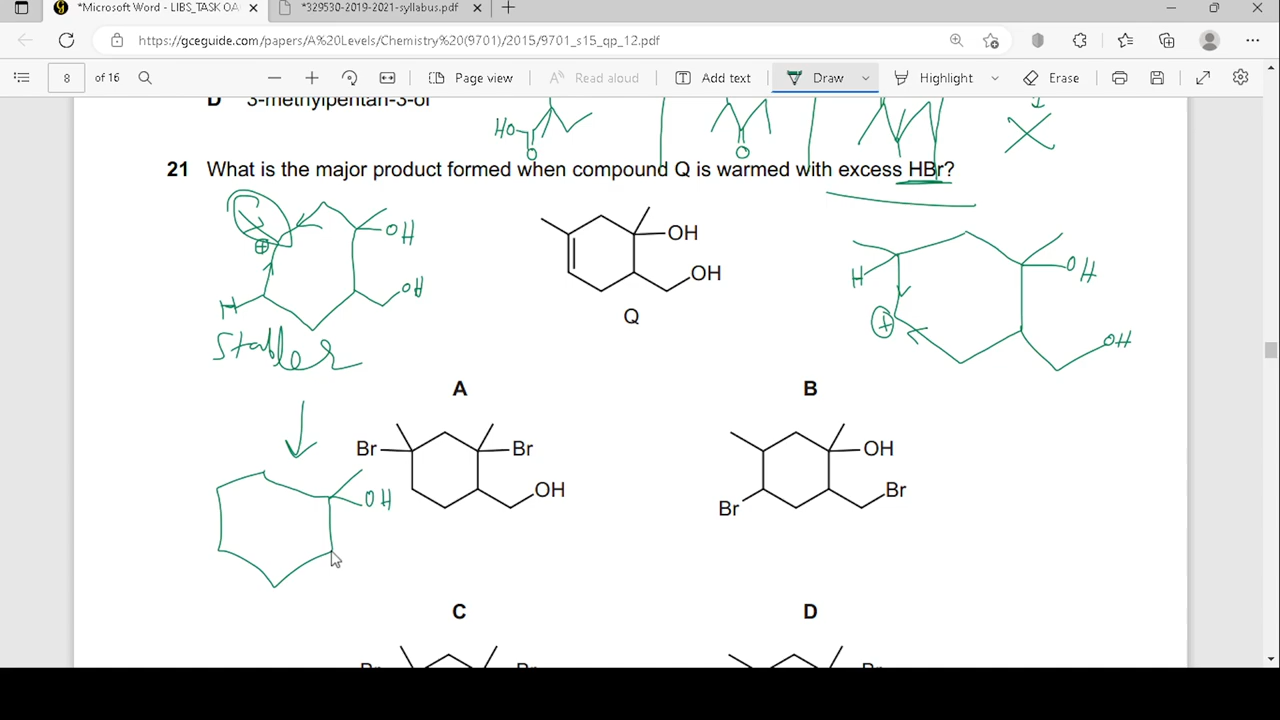 *Microsoft Word - LIBS_TASK OA
*329530-2019-2021-syllabus.pdf
https://gceguide.com/papers/A%20Levels/Chemistry%20(9701)/2015/9701_s15_qp_12.pdf
8 of 16
Page view
Read aloud
Add text
Draw
Highlight
Erase
D 3-methylpentan-3-ol
HO
O
O
21 What is the major product formed when compound Q is warmed with excess HBr?
OH
OH
H
Stabler
OH
OH
Q
H
OH
OH
A
Br
Br
OH
B
OH
Br
Br
OH
C
D